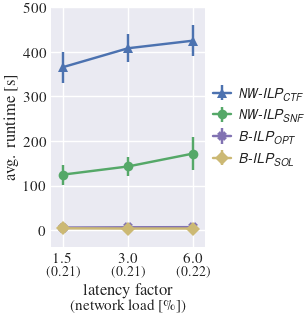 500
400
300
200
100
0
avg. runtime [s]
1.5 3.0 6.0
(0.21) (0.21) (0.22)
latency factor
(network load [%])
NW-ILP_CTF
NW-ILP_SNF
B-ILP_OPT
B-ILP_SOL